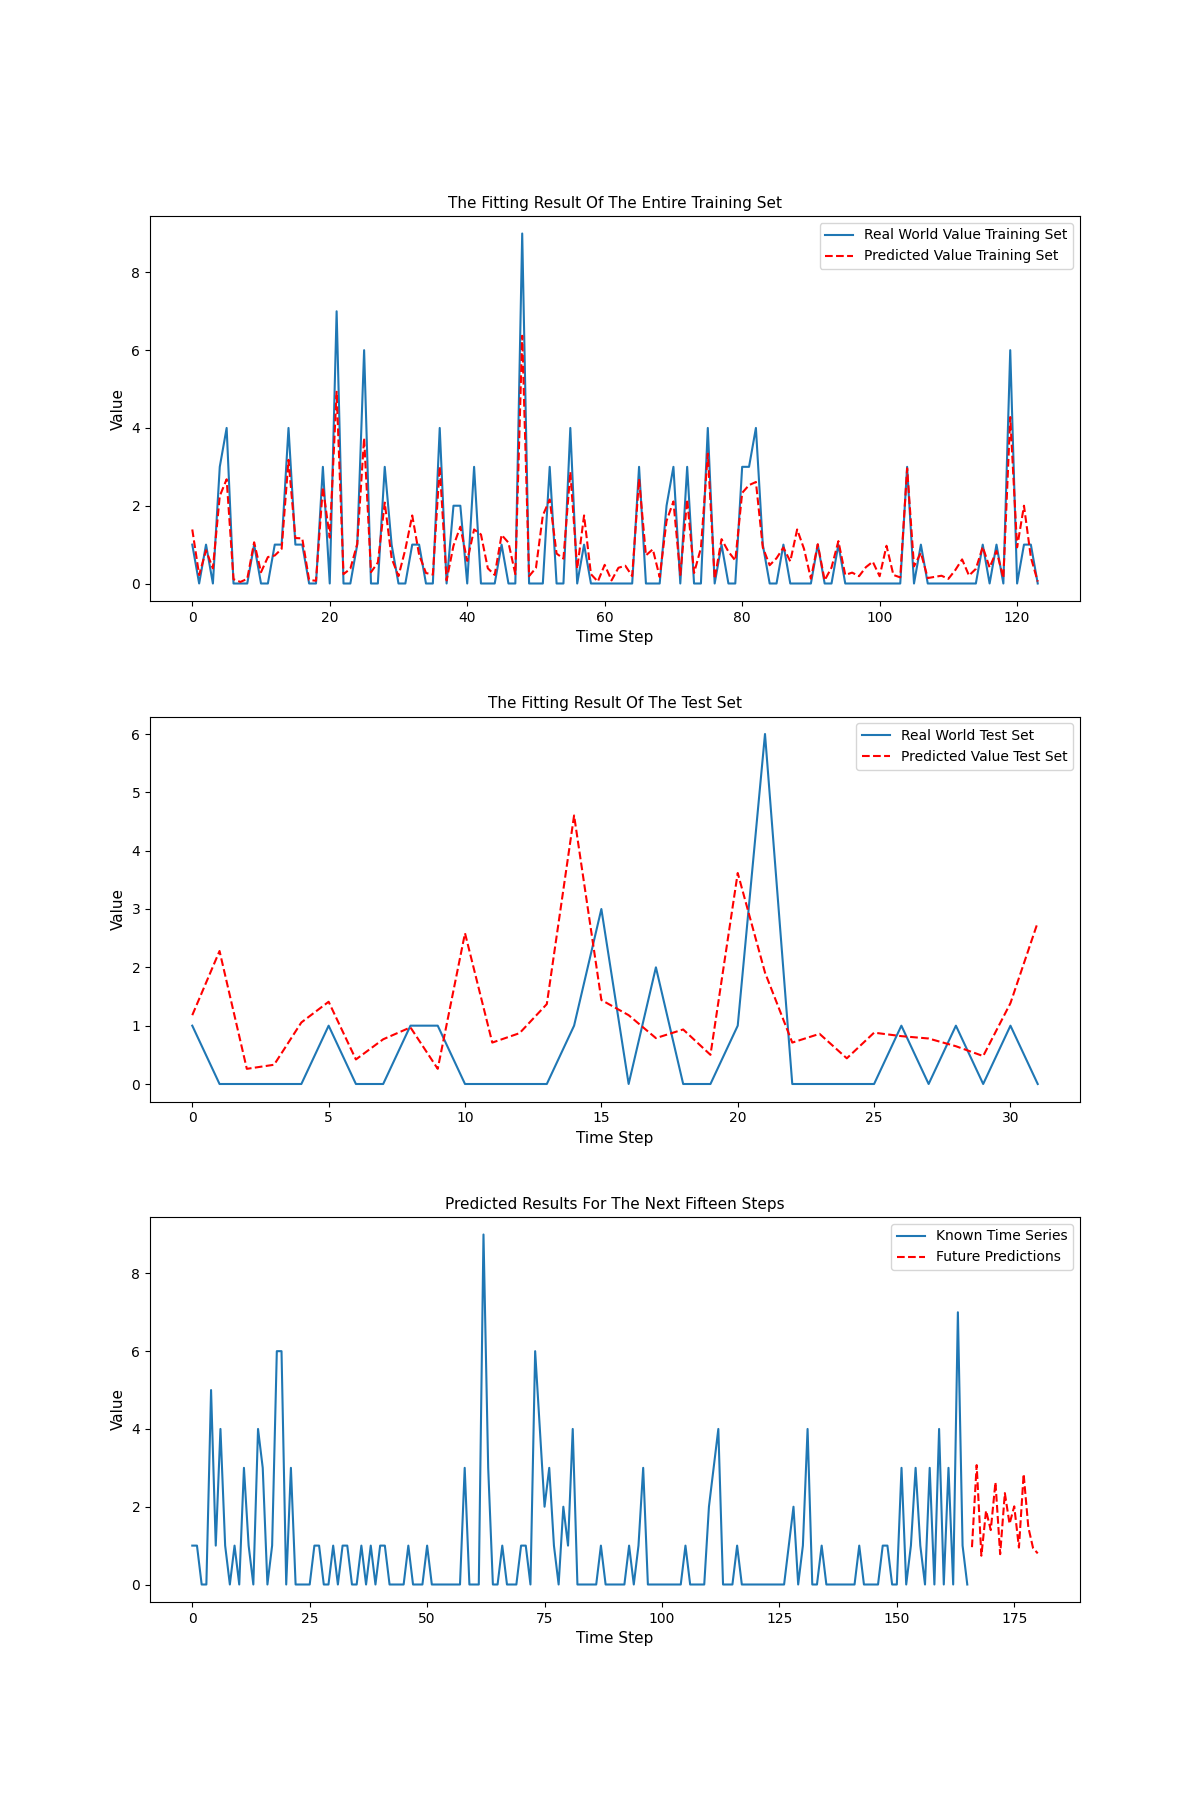 The Fitting Result Of The Entire Training Set
Real World Value Training Set
Predicted Value Training Set
Value
8
6
4
2
0
0 20 40 60 80 100 120
Time Step
The Fitting Result Of The Test Set
Real World Test Set
Predicted Value Test Set
Value
6
5
4
3
2
1
0
0 5 10 15 20 25 30
Time Step
Predicted Results For The Next Fifteen Steps
Known Time Series
Future Predictions
Value
8
6
4
2
0
0 25 50 75 100 125 150 175
Time Step